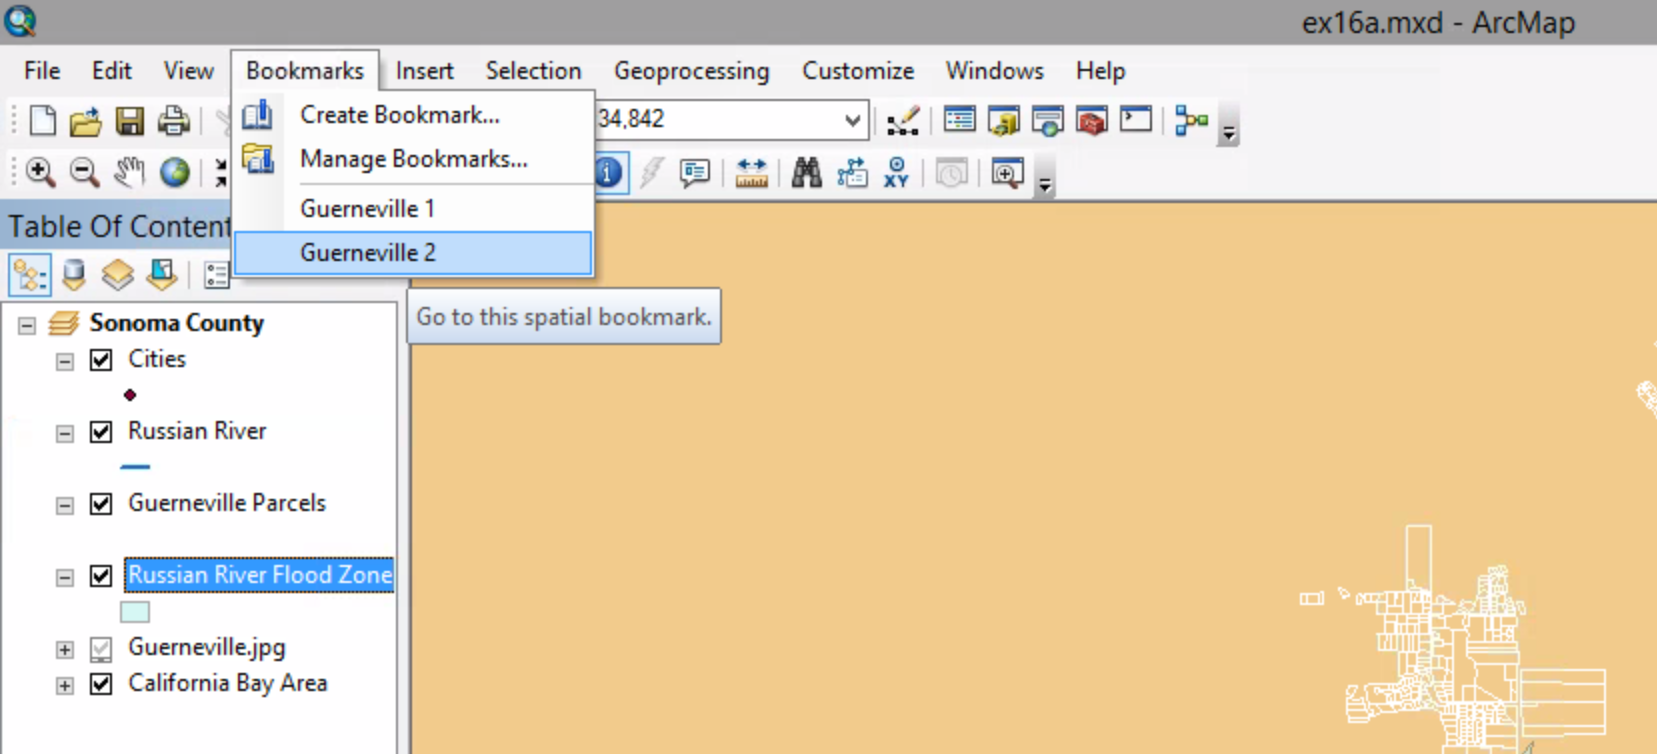 ex16a.mxd - ArcMap
File Edit View Bookmarks Insert Selection Geoprocessing Customize Windows Help
Create Bookmark...
34,842
Manage Bookmarks...
XY
Guerneville 1
Table Of Content
Guerneville 2
Go to this spatial bookmark.
Sonoma County
Cities
Russian River
Guerneville Parcels
Russian River Flood Zone
Guerneville.jpg
California Bay Area